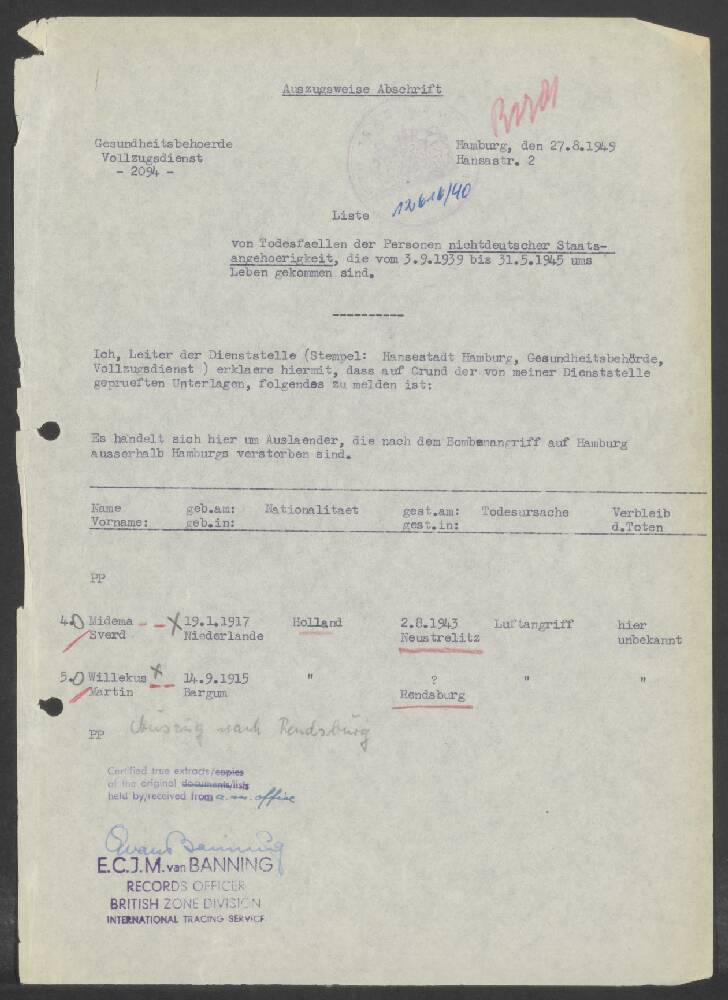 Auszugsweise Abschrift
Gesundheitsbehoerde
Vollzugsdienst
- 2094 -
Hamburg, den 27.8.1949
Hansastr. 2
Liste
12616/40
von Todesfaellen der Personen nichtdeutscher Staats-
angehoerigkeit, die vom 3.9.1939 bis 31.5.1945 ums
Leben gekommen sind.
----------
Ich, Leiter der Dienststelle (Stempel: Hansestadt Hamburg, Gesundheitsbehörde,
Vollzugsdienst ) erklaere hiermit, dass auf Grund der von meiner Dienststelle
geprueften Unterlagen, folgendes zu melden ist:
Es handelt sich hier um Auslaender, die nach dem Bombenangriff auf Hamburg
ausserhalb Hamburgs verstorben sind.
Name geb.am: Nationalitaet gest.am: Todesursache Verbleib
Vorname: geb.in: gest.in: d.Toten
PP
4.) Midema - - X 19.1.1917 Holland 2.8.1943 Luftangriff hier
Sverd Niederlande Neustrelitz unbekannt
5.) Willekus X - 14.9.1915 " ? " "
Martin Bargum Rendsburg
PP Auszug nach Rendsburg
Certified true extracts/copies
of the original documents/lists
held by/received from a.m. office
E.C.J.M. van BANNING
RECORDS OFFICER
BRITISH ZONE DIVISION
INTERNATIONAL TRACING SERVICE